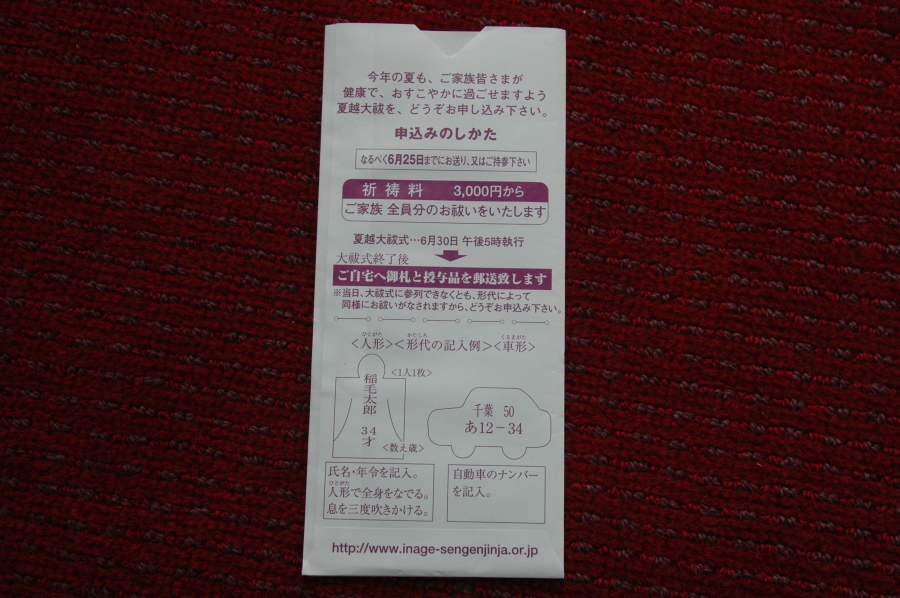 今年の夏も、ご家族皆さまが
健康で、おすこやかに過ごせますよう
夏越大祓を、どうぞお申し込み下さい。
申込みのしかた
なるべく6月25日までにお送り、又はご持参下さい
祈祷料 3,000円から
ご家族 全員分のお祓いをいたします
夏越大祓式…6月30日 午後5時執行
大祓式終了後
ご自宅へ御札と授与品を郵送致します
※当日、大祓式に参列できなくとも、形代によって
同様にお祓いがなされますから、どうぞお申込み下さい。
ひとがた かたしろ くるまがた
<人形><形代の記入例><車形>
<1人1枚>
稲毛太郎 34才
<数え歳>
千葉 50
あ12-34
氏名・年令を記入。
ひとがた
人形で全身をなでる。
息を三度吹きかける。
自動車のナンバー
を記入。
http://www.inage-sengenjinja.or.jp